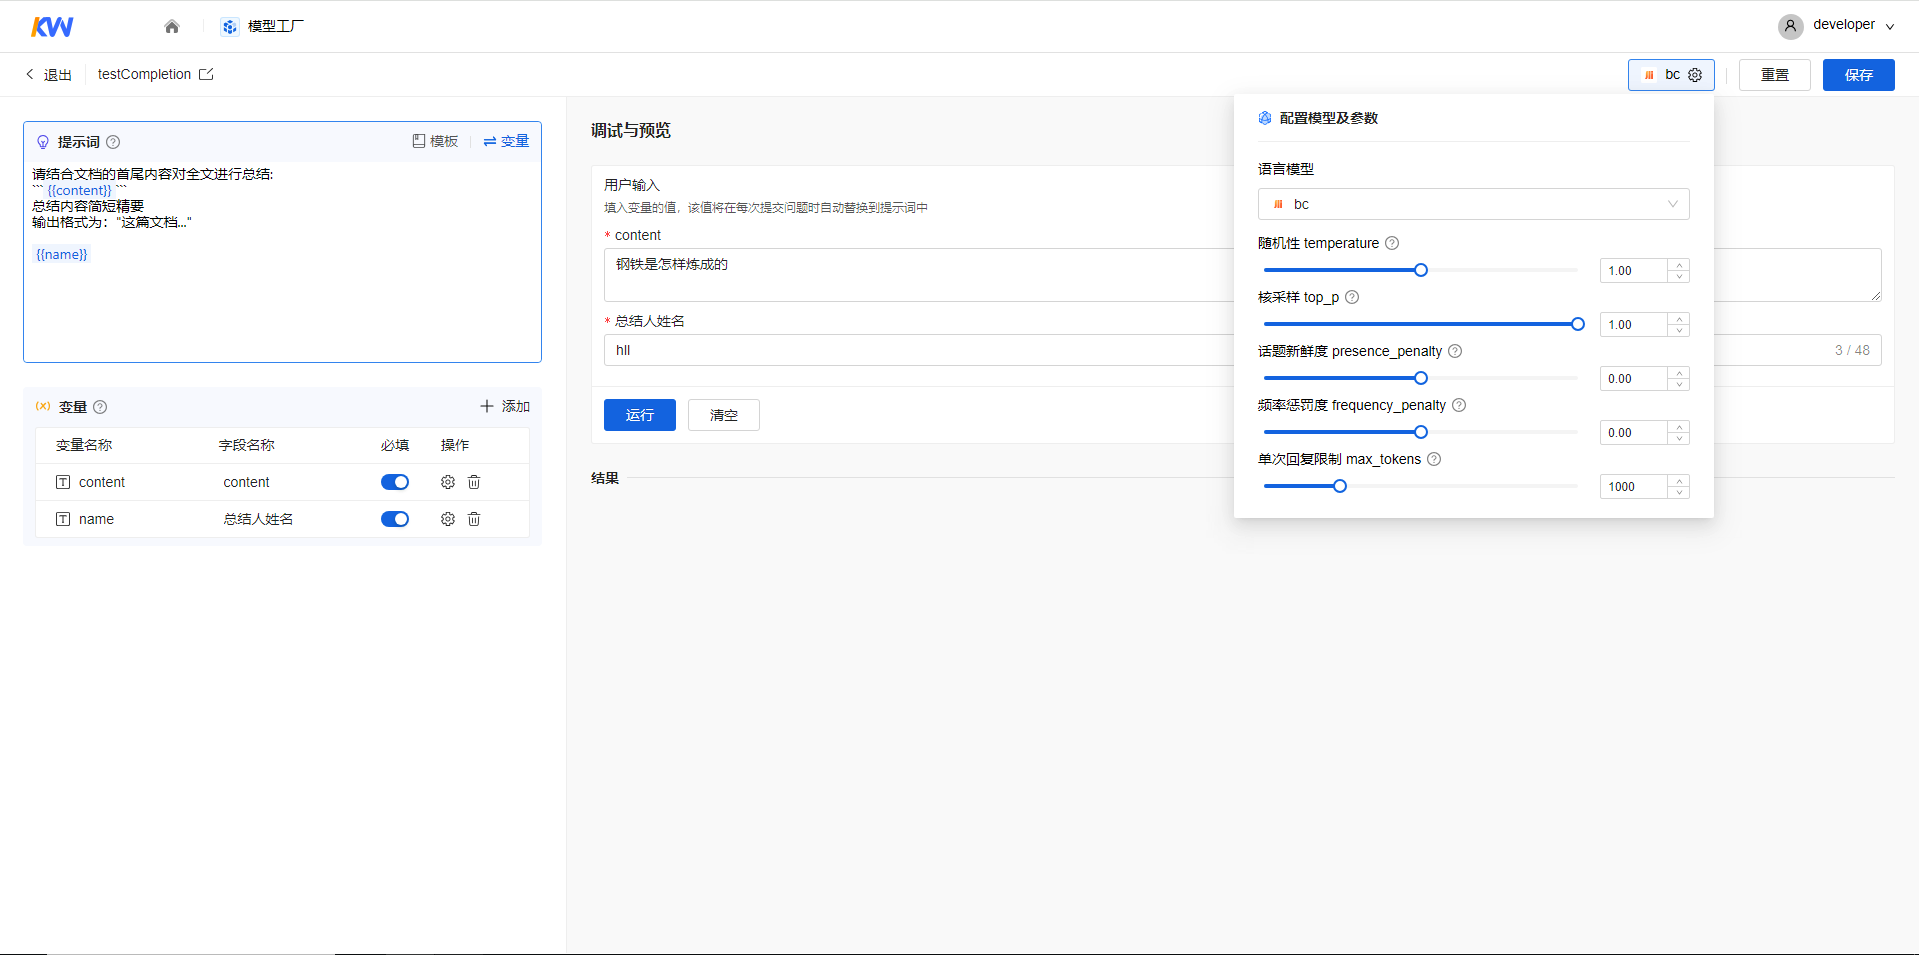 KW
模型工厂
developer
退出
testCompletion
bc
重置
保存
提示词
模板
变量
请结合文档的首尾内容对全文进行总结:
``` {{content}} ```
总结内容简短精要
输出格式为："这篇文档..."
{{name}}
(x) 变量
添加
变量名称 字段名称 必填 操作
T content content
T name 总结人姓名
调试与预览
用户输入
填入变量的值，该值将在每次提交问题时自动替换到提示词中
* content
钢铁是怎样炼成的
* 总结人姓名
hll
3 / 48
运行
清空
结果
配置模型及参数
语言模型
bc
随机性 temperature
1.00
核采样 top_p
1.00
话题新鲜度 presence_penalty
0.00
频率惩罚度 frequency_penalty
0.00
单次回复限制 max_tokens
1000